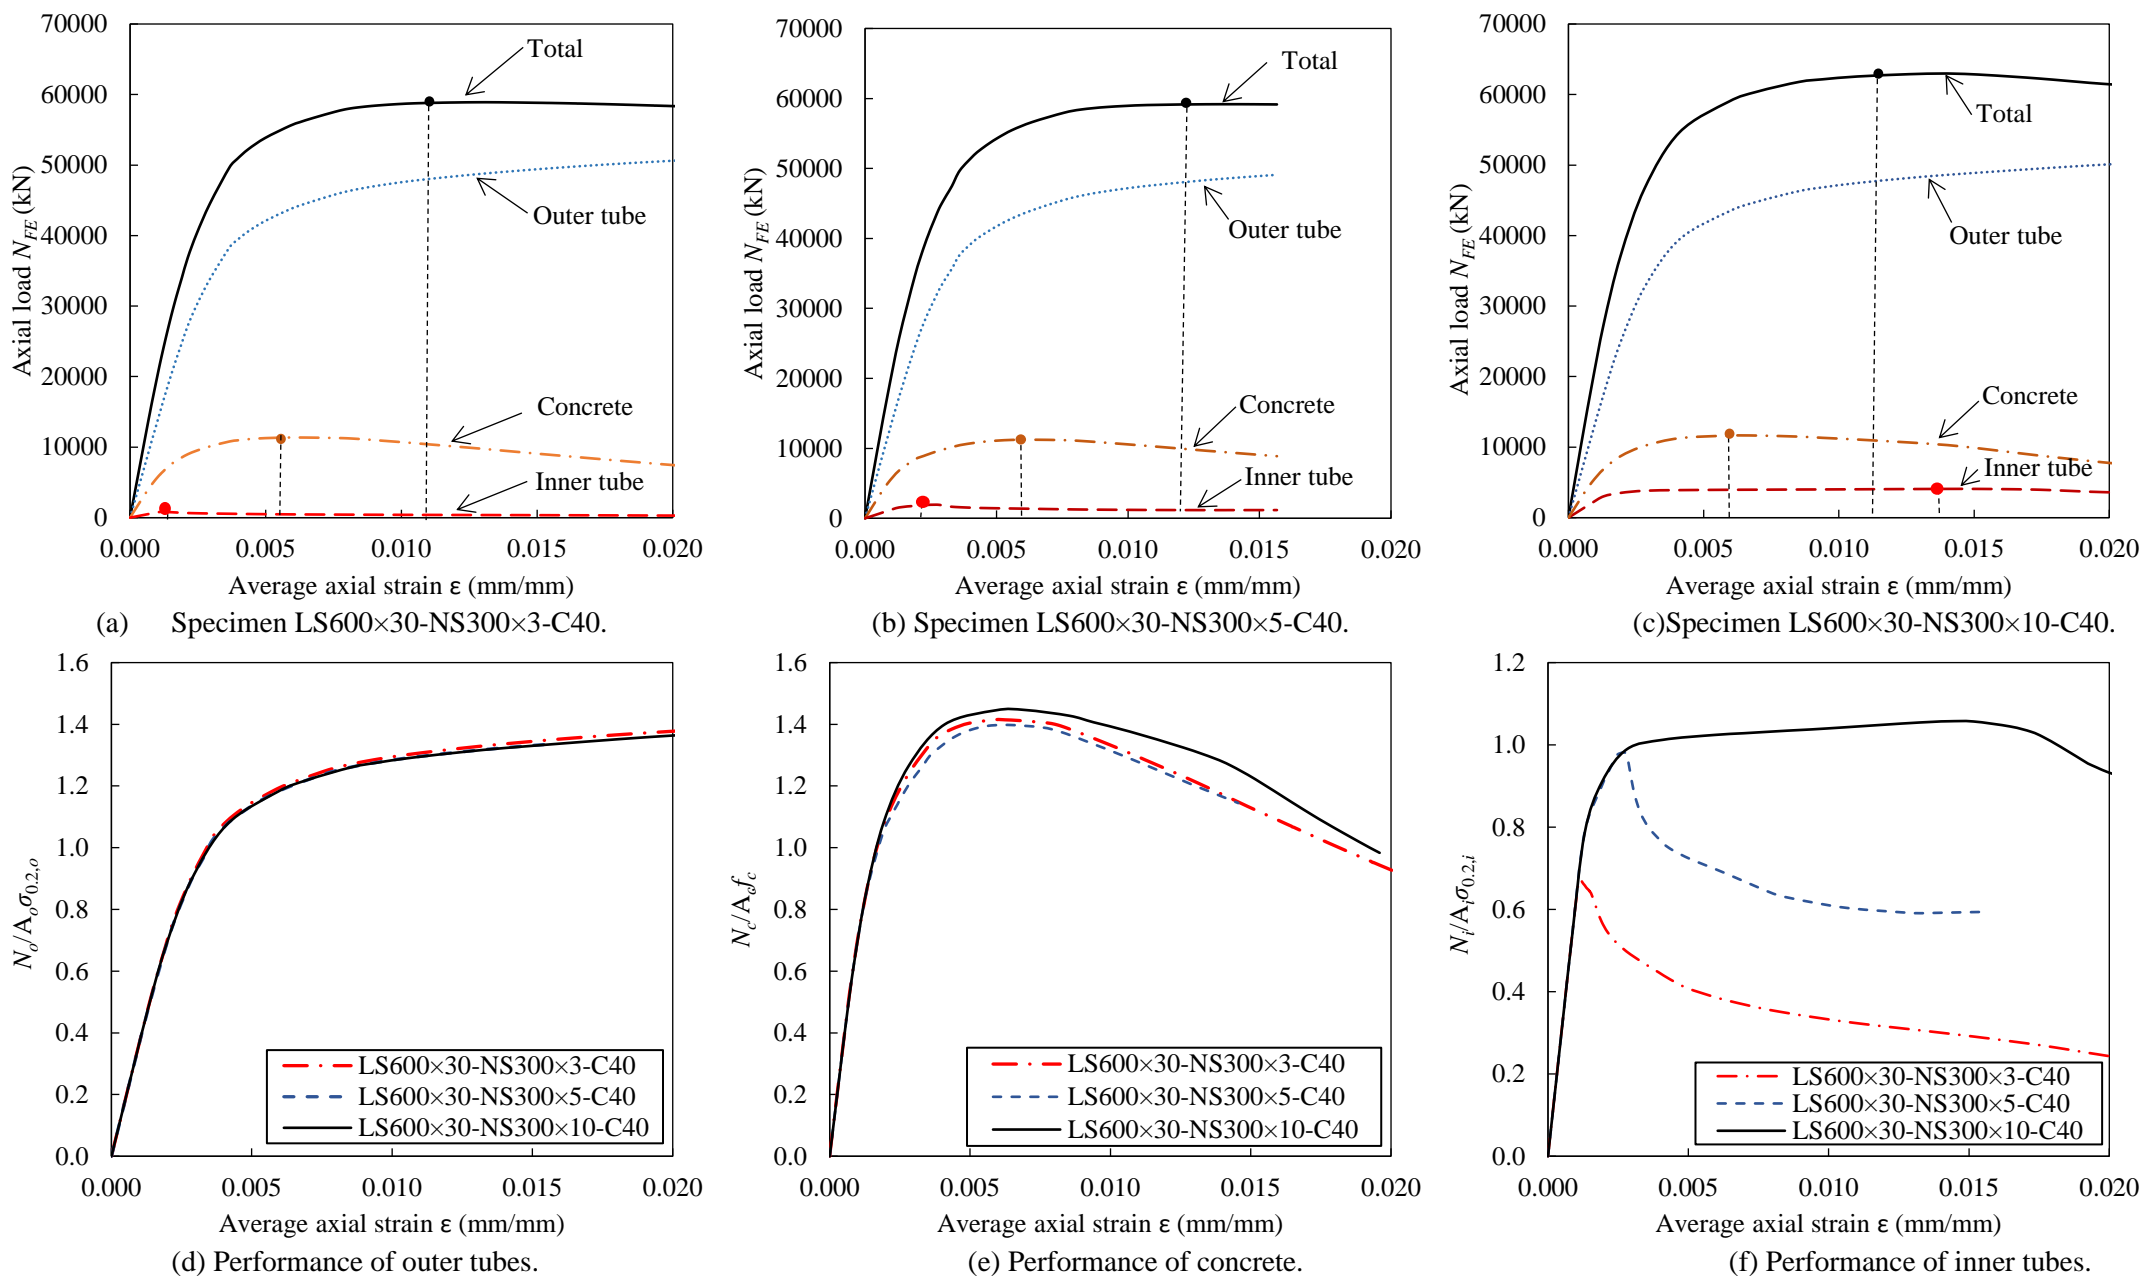 70000
60000
50000
40000
30000
20000
10000
0
0.000
0.005
0.010
0.015
0.020
Axial load N_FE (kN)
Average axial strain ε (mm/mm)
Total
Outer tube
Concrete
Inner tube
(a) Specimen LS600×30-NS300×3-C40.
70000
60000
50000
40000
30000
20000
10000
0
0.000
0.005
0.010
0.015
0.020
Axial load N_FE (kN)
Average axial strain ε (mm/mm)
Total
Outer tube
Concrete
Inner tube
(b) Specimen LS600×30-NS300×5-C40.
70000
60000
50000
40000
30000
20000
10000
0
0.000
0.005
0.010
0.015
0.020
Axial load N_FE (kN)
Average axial strain ε (mm/mm)
Total
Outer tube
Concrete
Inner tube
(c)Specimen LS600×30-NS300×10-C40.
1.6
1.4
1.2
1.0
0.8
0.6
0.4
0.2
0.0
0.000
0.005
0.010
0.015
0.020
N_o/A_oσ_0.2,o
Average axial strain ε (mm/mm)
LS600×30-NS300×3-C40
LS600×30-NS300×5-C40
LS600×30-NS300×10-C40
(d) Performance of outer tubes.
1.6
1.4
1.2
1.0
0.8
0.6
0.4
0.2
0.0
0.000
0.005
0.010
0.015
0.020
N_c/A_cf_c
Average axial strain ε (mm/mm)
LS600×30-NS300×3-C40
LS600×30-NS300×5-C40
LS600×30-NS300×10-C40
(e) Performance of concrete.
1.2
1.0
0.8
0.6
0.4
0.2
0.0
0.000
0.005
0.010
0.015
0.020
N_i/A_iσ_0.2,i
Average axial strain ε (mm/mm)
LS600×30-NS300×3-C40
LS600×30-NS300×5-C40
LS600×30-NS300×10-C40
(f) Performance of inner tubes.